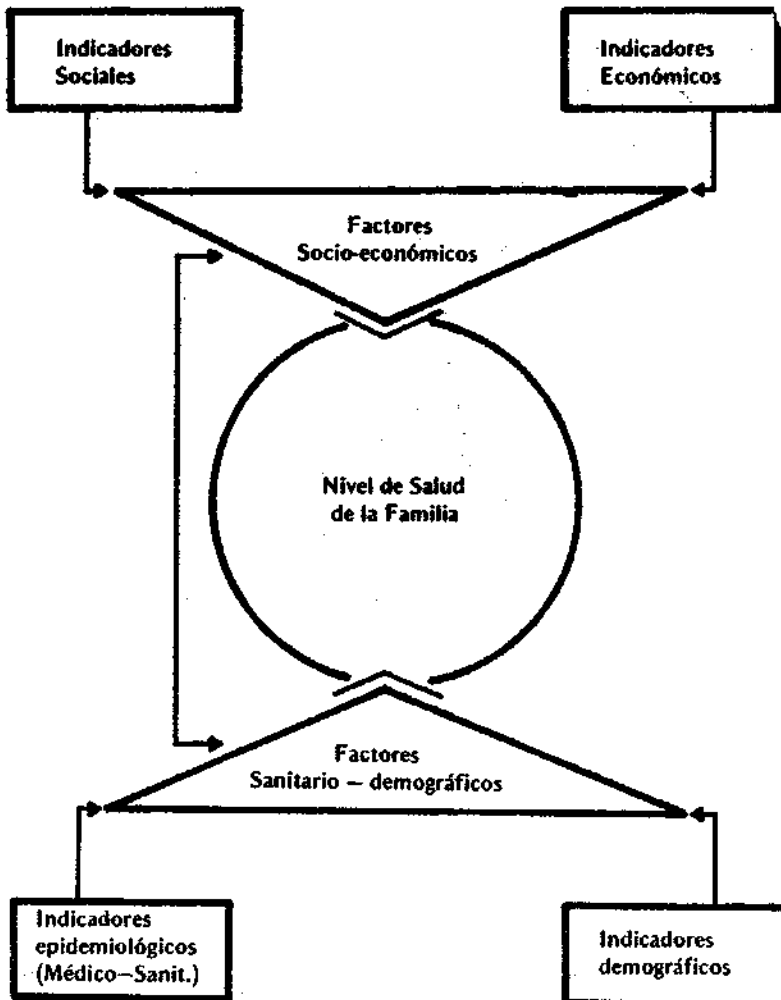 Indicadores
Sociales
Indicadores
Económicos
Factores
Socio-económicos
Nivel de Salud
de la Familia
Factores
Sanitario – demográficos
Indicadores
epidemiológicos
(Médico–Sanit.)
Indicadores
demográficos